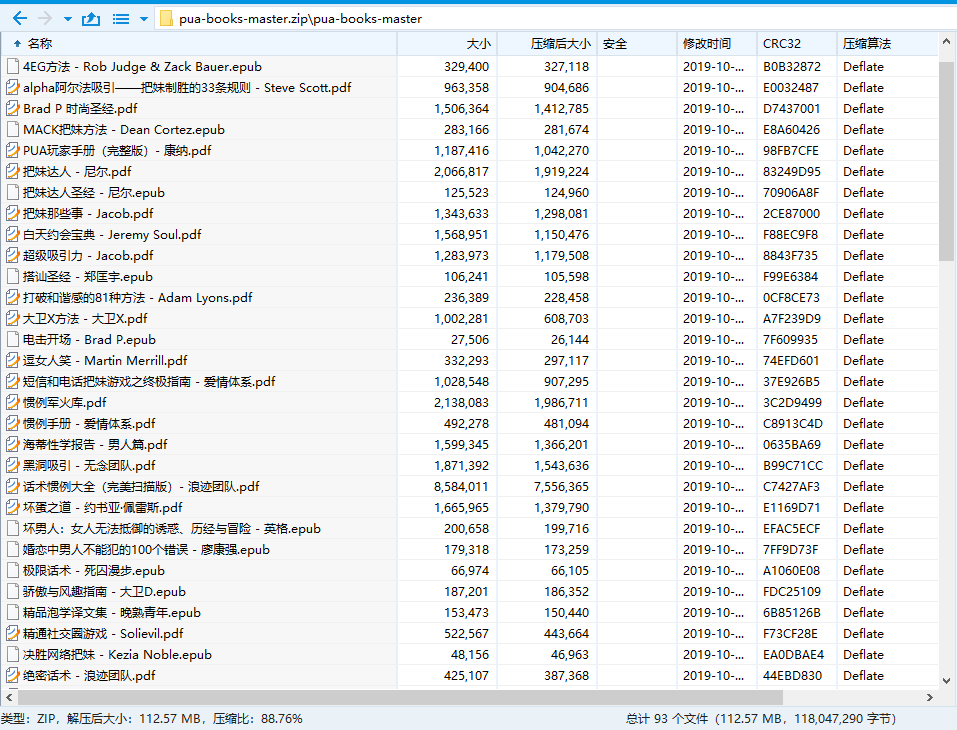 pua-books-master.zip\pua-books-master
名称 大小 压缩后大小 安全 修改时间 CRC32 压缩算法
4EG方法 - Rob Judge & Zack Bauer.epub 329,400 327,118 2019-10-... B0B32872 Deflate
alpha阿尔法吸引——把妹制胜的33条规则 - Steve Scott.pdf 963,358 904,686 2019-10-... E0032487 Deflate
Brad P 时尚圣经.pdf 1,506,364 1,412,785 2019-10-... D7437001 Deflate
MACK把妹方法 - Dean Cortez.epub 283,166 281,674 2019-10-... E8A60426 Deflate
PUA玩家手册（完整版）- 康纳.pdf 1,187,416 1,042,270 2019-10-... 98FB7CFE Deflate
把妹达人 - 尼尔.pdf 2,066,817 1,919,224 2019-10-... 83249D95 Deflate
把妹达人圣经 - 尼尔.epub 125,523 124,960 2019-10-... 70906A8F Deflate
把妹那些事 - Jacob.pdf 1,343,633 1,298,081 2019-10-... 2CE87000 Deflate
白天约会宝典 - Jeremy Soul.pdf 1,568,951 1,150,476 2019-10-... F88EC9F8 Deflate
超级吸引力 - Jacob.pdf 1,283,973 1,179,508 2019-10-... 8843F735 Deflate
搭讪圣经 - 郑匡宇.epub 106,241 105,598 2019-10-... F99E6384 Deflate
打破和谐感的81种方法 - Adam Lyons.pdf 236,389 228,458 2019-10-... 0CF8CE73 Deflate
大卫X方法 - 大卫X.pdf 1,002,281 608,703 2019-10-... A7F239D9 Deflate
电击开场 - Brad P.epub 27,506 26,144 2019-10-... 7F609935 Deflate
逗女人笑 - Martin Merrill.pdf 332,293 297,117 2019-10-... 74EFD601 Deflate
短信和电话把妹游戏之终极指南 - 爱情体系.pdf 1,028,548 907,295 2019-10-... 37E926B5 Deflate
惯例军火库.pdf 2,138,083 1,986,711 2019-10-... 3C2D9499 Deflate
惯例手册 - 爱情体系.pdf 492,278 481,094 2019-10-... C8913C4D Deflate
海蒂性学报告 - 男人篇.pdf 1,599,345 1,366,201 2019-10-... 0635BA69 Deflate
黑洞吸引 - 无念团队.pdf 1,871,392 1,543,636 2019-10-... B99C71CC Deflate
话术惯例大全（完美扫描版）- 浪迹团队.pdf 8,584,011 7,556,365 2019-10-... C7427AF3 Deflate
坏蛋之道 - 约书亚·佩雷斯.pdf 1,665,965 1,379,790 2019-10-... E1169D71 Deflate
坏男人：女人无法抵御的诱惑、历经与冒险 - 英格.epub 200,658 199,716 2019-10-... EFAC5ECF Deflate
婚恋中男人不能犯的100个错误 - 廖康强.epub 179,318 173,259 2019-10-... 7FF9D73F Deflate
极限话术 - 死囚漫步.epub 66,974 66,105 2019-10-... A1060E08 Deflate
骄傲与风趣指南 - 大卫D.epub 187,201 186,352 2019-10-... FDC25109 Deflate
精品泡学译文集 - 晚熟青年.epub 153,473 150,440 2019-10-... 6B85126B Deflate
精通社交圈游戏 - Solievil.pdf 522,567 443,664 2019-10-... F73CF28E Deflate
决胜网络把妹 - Kezia Noble.epub 48,156 46,963 2019-10-... EA0DBAE4 Deflate
绝密话术 - 浪迹团队.pdf 425,107 387,368 2019-10-... 44EBD830 Deflate
类型：ZIP，解压后大小：112.57 MB，压缩比：88.76% 总计 93 个文件（112.57 MB，118,047,290 字节）